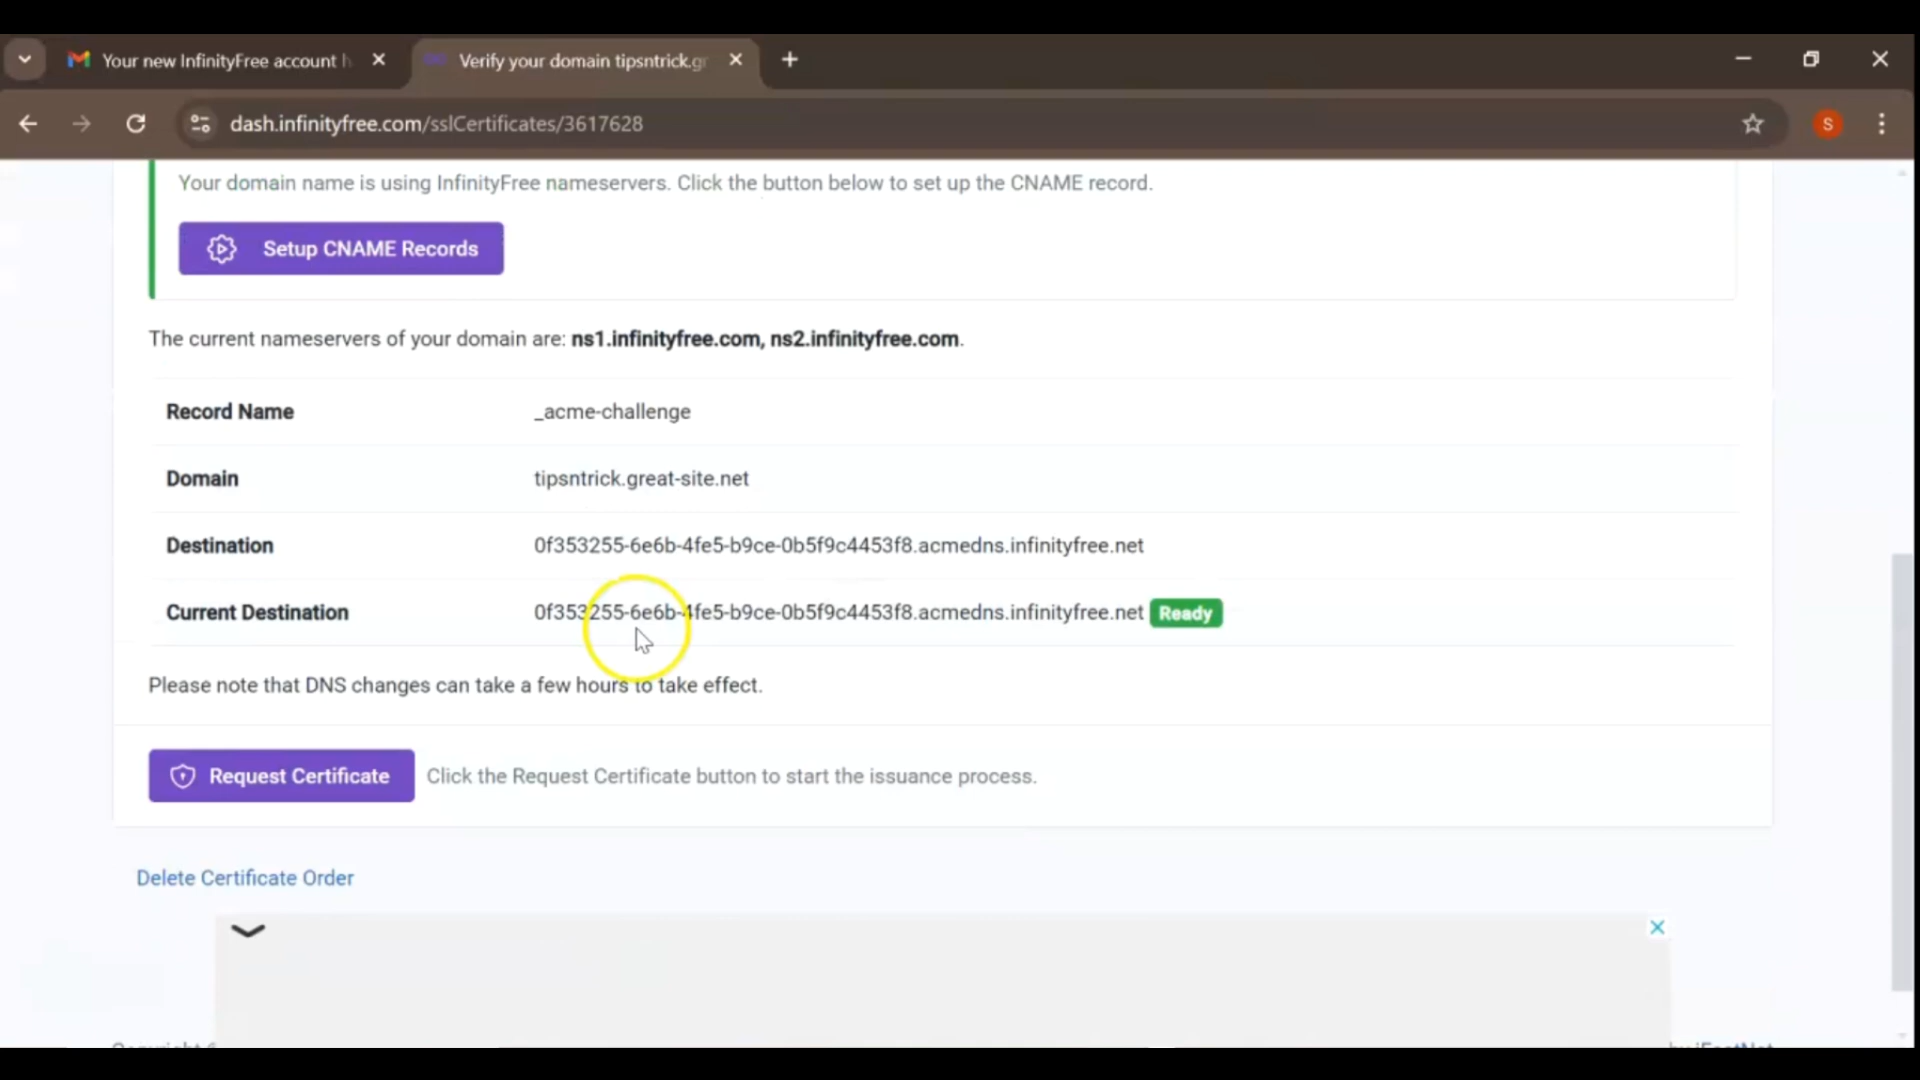 Your new InfinityFree account h
Verify your domain tipsntrick.gr
dash.infinityfree.com/sslCertificates/3617628
S
Your domain name is using InfinityFree nameservers. Click the button below to set up the CNAME record.
Setup CNAME Records
The current nameservers of your domain are: ns1.infinityfree.com, ns2.infinityfree.com.
Record Name _acme-challenge
Domain tipsntrick.great-site.net
Destination 0f353255-6e6b-4fe5-b9ce-0b5f9c4453f8.acmedns.infinityfree.net
Current Destination 0f353255-6e6b-4fe5-b9ce-0b5f9c4453f8.acmedns.infinityfree.net Ready
Please note that DNS changes can take a few hours to take effect.
Request Certificate Click the Request Certificate button to start the issuance process.
Delete Certificate Order